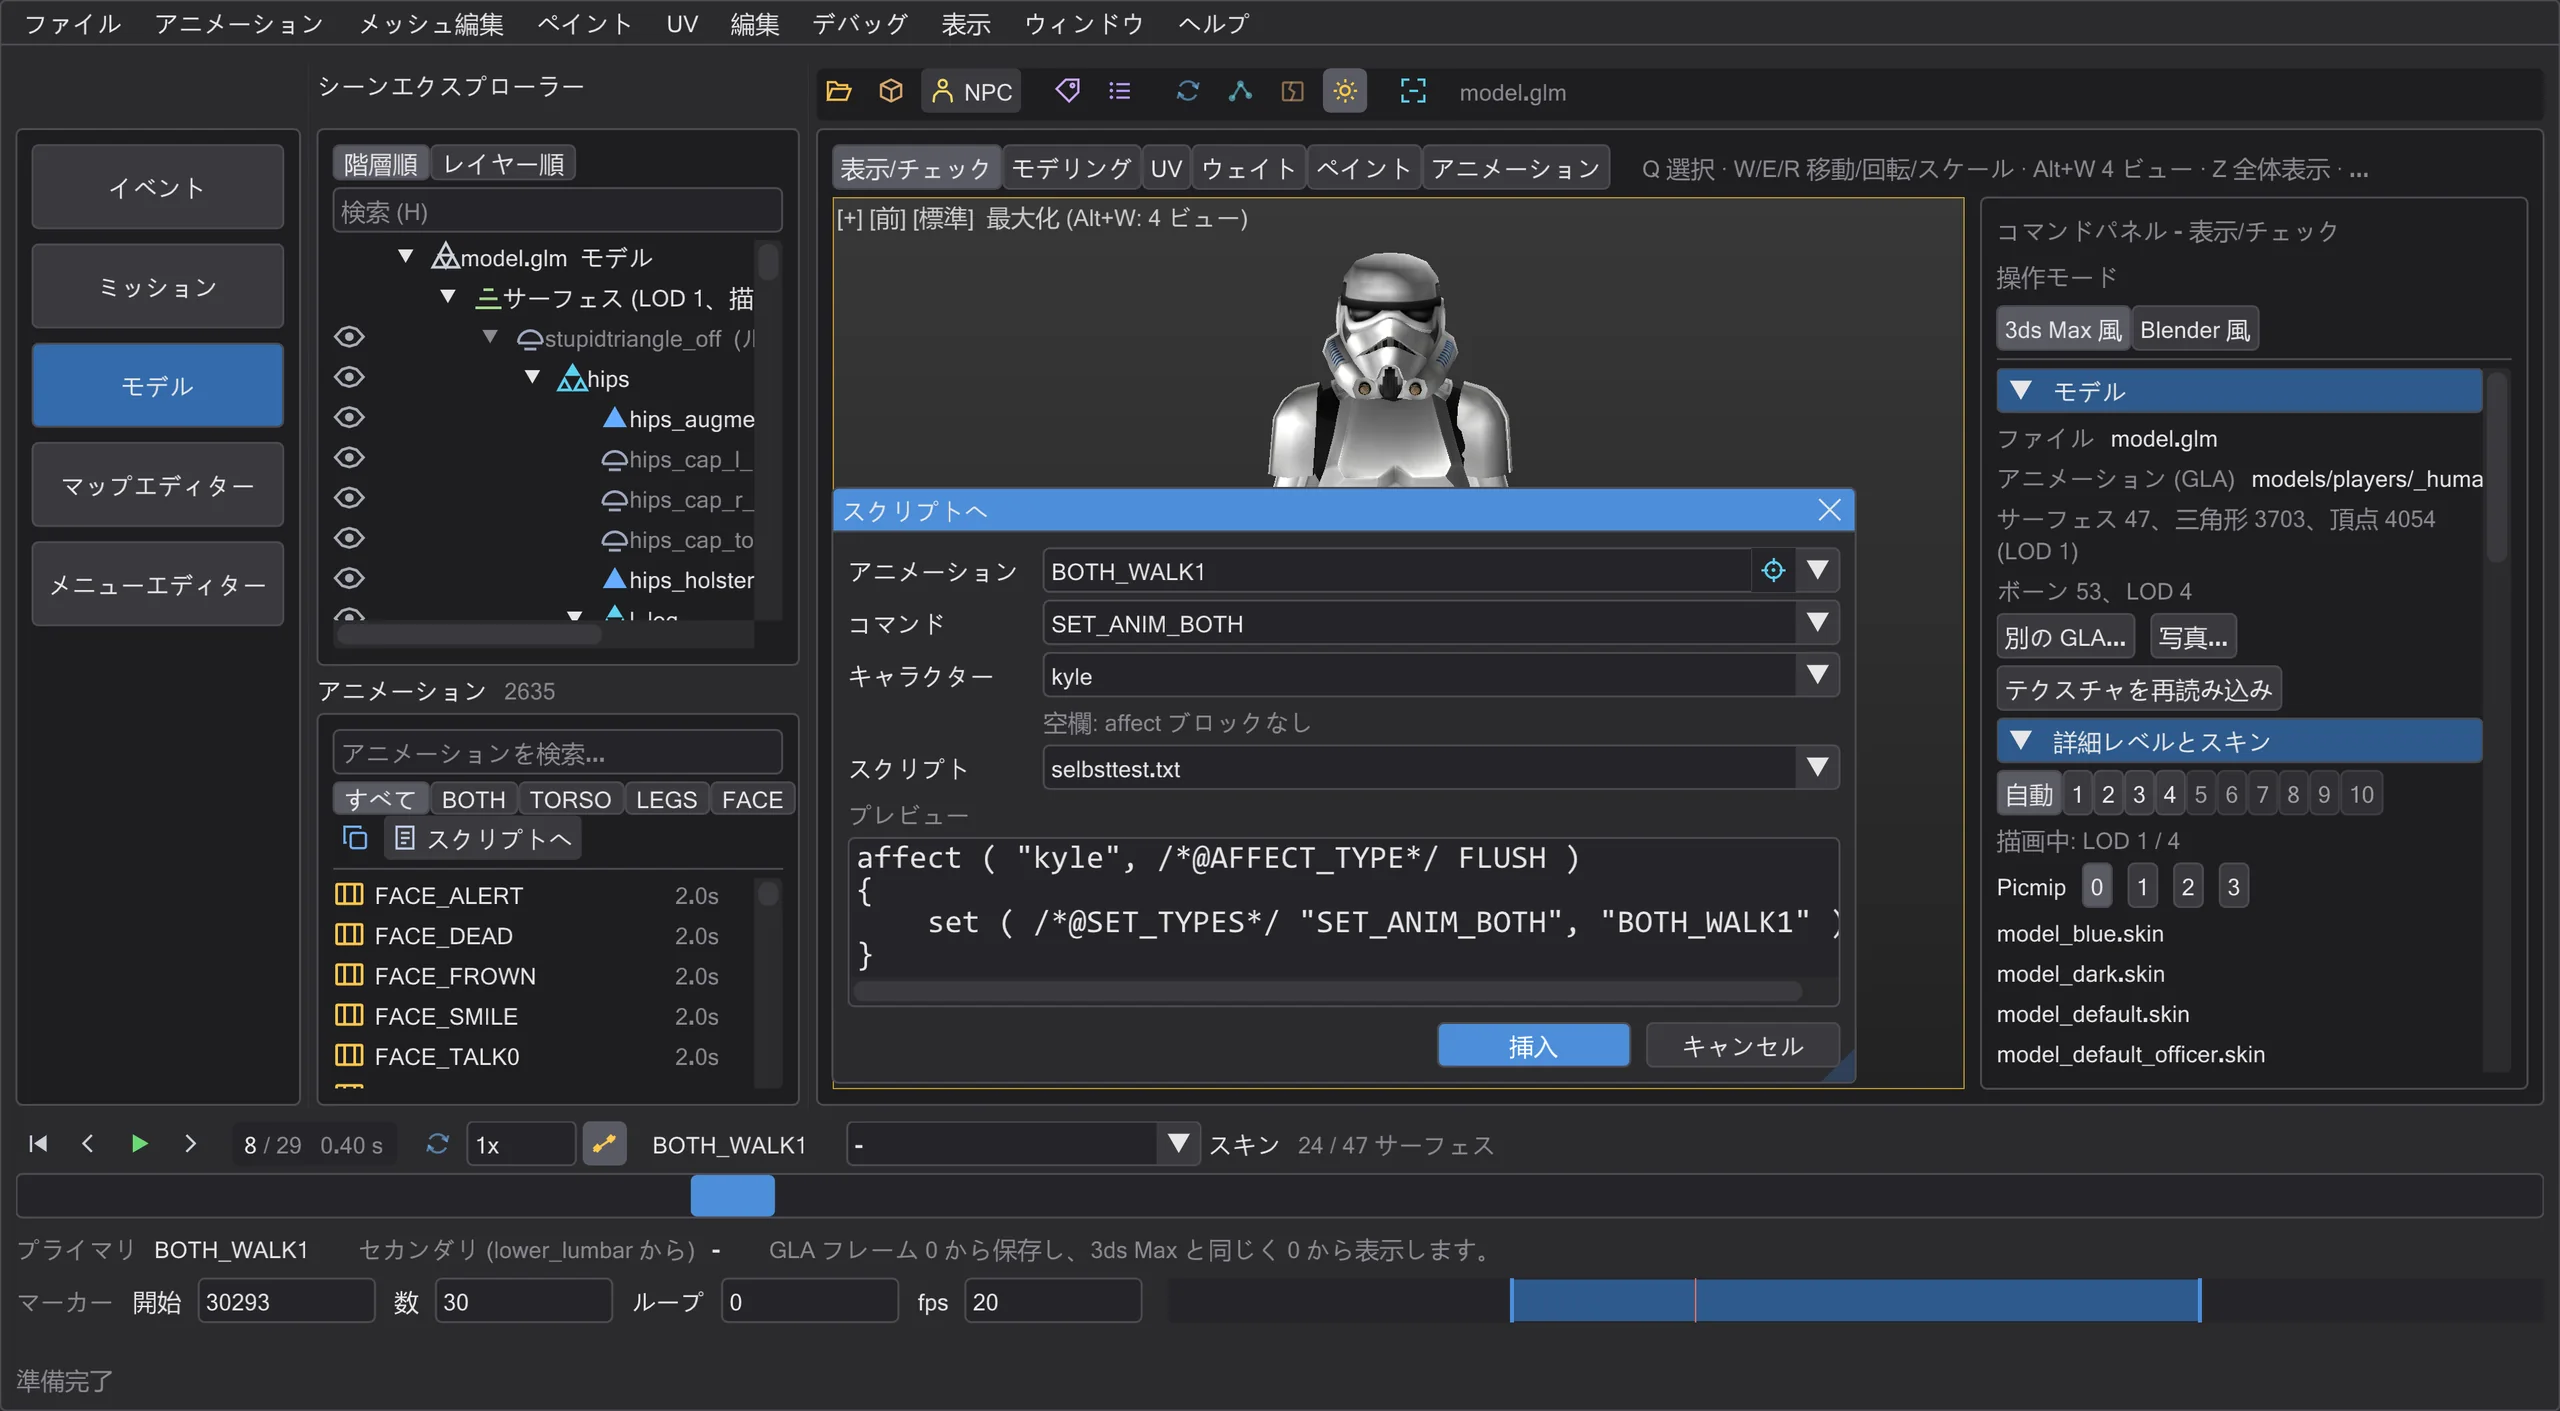 ファイル アニメーション メッシュ編集 ペイント UV 編集 デバッグ 表示 ウィンドウ ヘルプ
シーンエクスプローラー
NPC model.glm
イベント
ミッション
モデル
マップエディター
メニューエディター
階層順 レイヤー順
検索 (H)
model.glm モデル
サーフェス (LOD 1、描
stupidtriangle_off
hips
hips_augme
hips_cap_l_
hips_cap_r_
hips_cap_to
hips_holster
アニメーション 2635
アニメーションを検索...
すべて BOTH TORSO LEGS FACE
スクリプトへ
FACE_ALERT 2.0s
FACE_DEAD 2.0s
FACE_FROWN 2.0s
FACE_SMILE 2.0s
FACE_TALK0 2.0s
表示/チェック モデリング UV ウェイト ペイント アニメーション Q 選択 · W/E/R 移動/回転/スケール · Alt+W 4 ビュー · Z 全体表示 · ...
[+] [前] [標準] 最大化 (Alt+W: 4 ビュー)
スクリプトへ
アニメーション BOTH_WALK1
コマンド SET_ANIM_BOTH
キャラクター kyle
空欄: affect ブロックなし
スクリプト selbsttest.txt
プレビュー
affect ( "kyle", /*@AFFECT_TYPE*/ FLUSH )
{
set ( /*@SET_TYPES*/ "SET_ANIM_BOTH", "BOTH_WALK1" )
}
挿入 キャンセル
コマンドパネル - 表示/チェック
操作モード
3ds Max 風 Blender 風
モデル
ファイル model.glm
アニメーション (GLA) models/players/_huma
サーフェス 47、三角形 3703、頂点 4054
(LOD 1)
ボーン 53、LOD 4
別の GLA... 写真...
テクスチャを再読み込み
詳細レベルとスキン
自動 1 2 3 4 5 6 7 8 9 10
描画中: LOD 1 / 4
Picmip 0 1 2 3
model_blue.skin
model_dark.skin
model_default.skin
model_default_officer.skin
8 / 29 0.40 s 1x BOTH_WALK1 - スキン 24 / 47 サーフェス
プライマリ BOTH_WALK1 セカンダリ (lower_lumbar から) - GLA フレーム 0 から保存し、3ds Max と同じく 0 から表示します。
マーカー 開始 30293 数 30 ループ 0 fps 20
準備完了